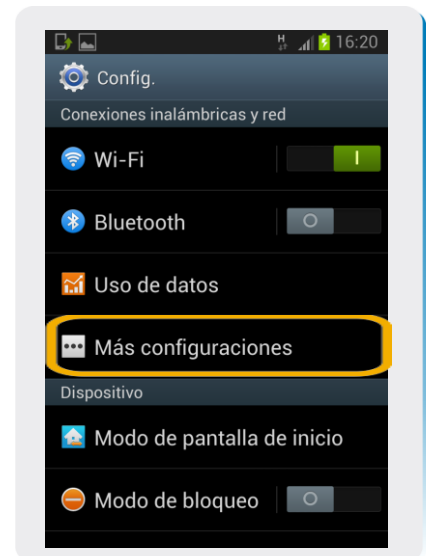 H 16:20
Config.
Conexiones inalámbricas y red
Wi-Fi
Bluetooth
Uso de datos
Más configuraciones
Dispositivo
Modo de pantalla de inicio
Modo de bloqueo